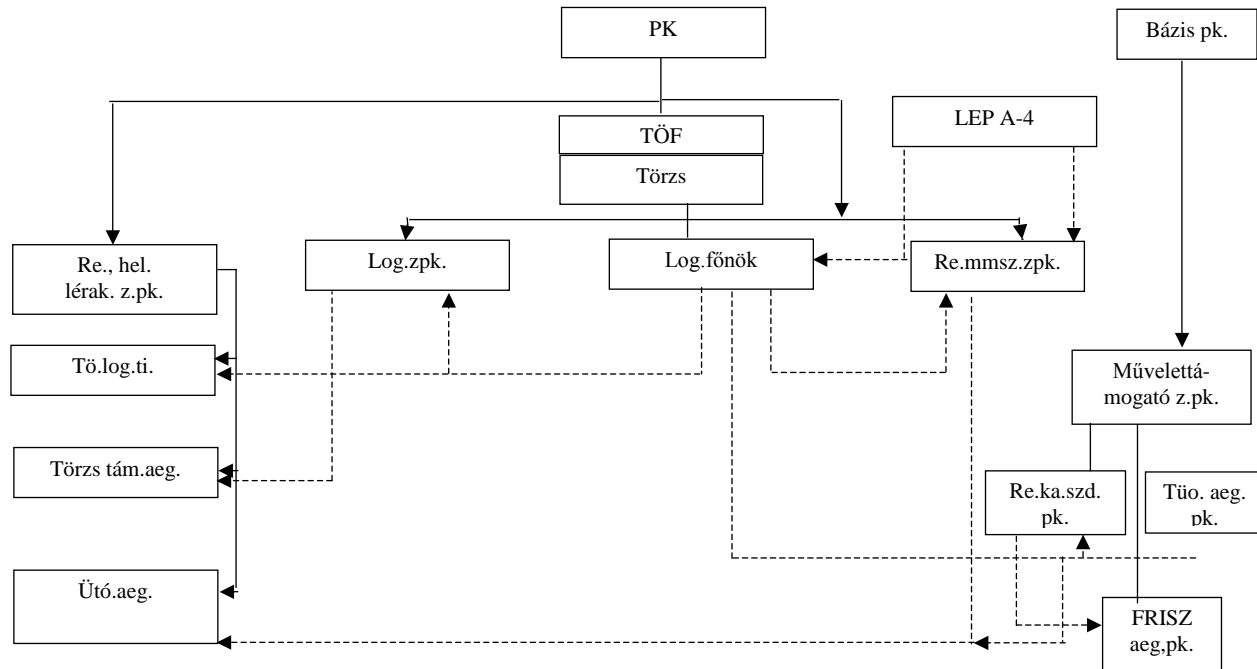 PK
Bázis pk.
LEP A-4
TÖF
Törzs
Re., hel.
lérak. z.pk.
Log.zpk.
Log.főnök
Re.mmsz.zpk.
Tö.log.ti.
Művelettá-
mogató z.pk.
Törzs tám.aeg.
Re.ka.szd.
pk.
Tüo. aeg.
pk.
Ütó.aeg.
FRISZ
aeg,pk.